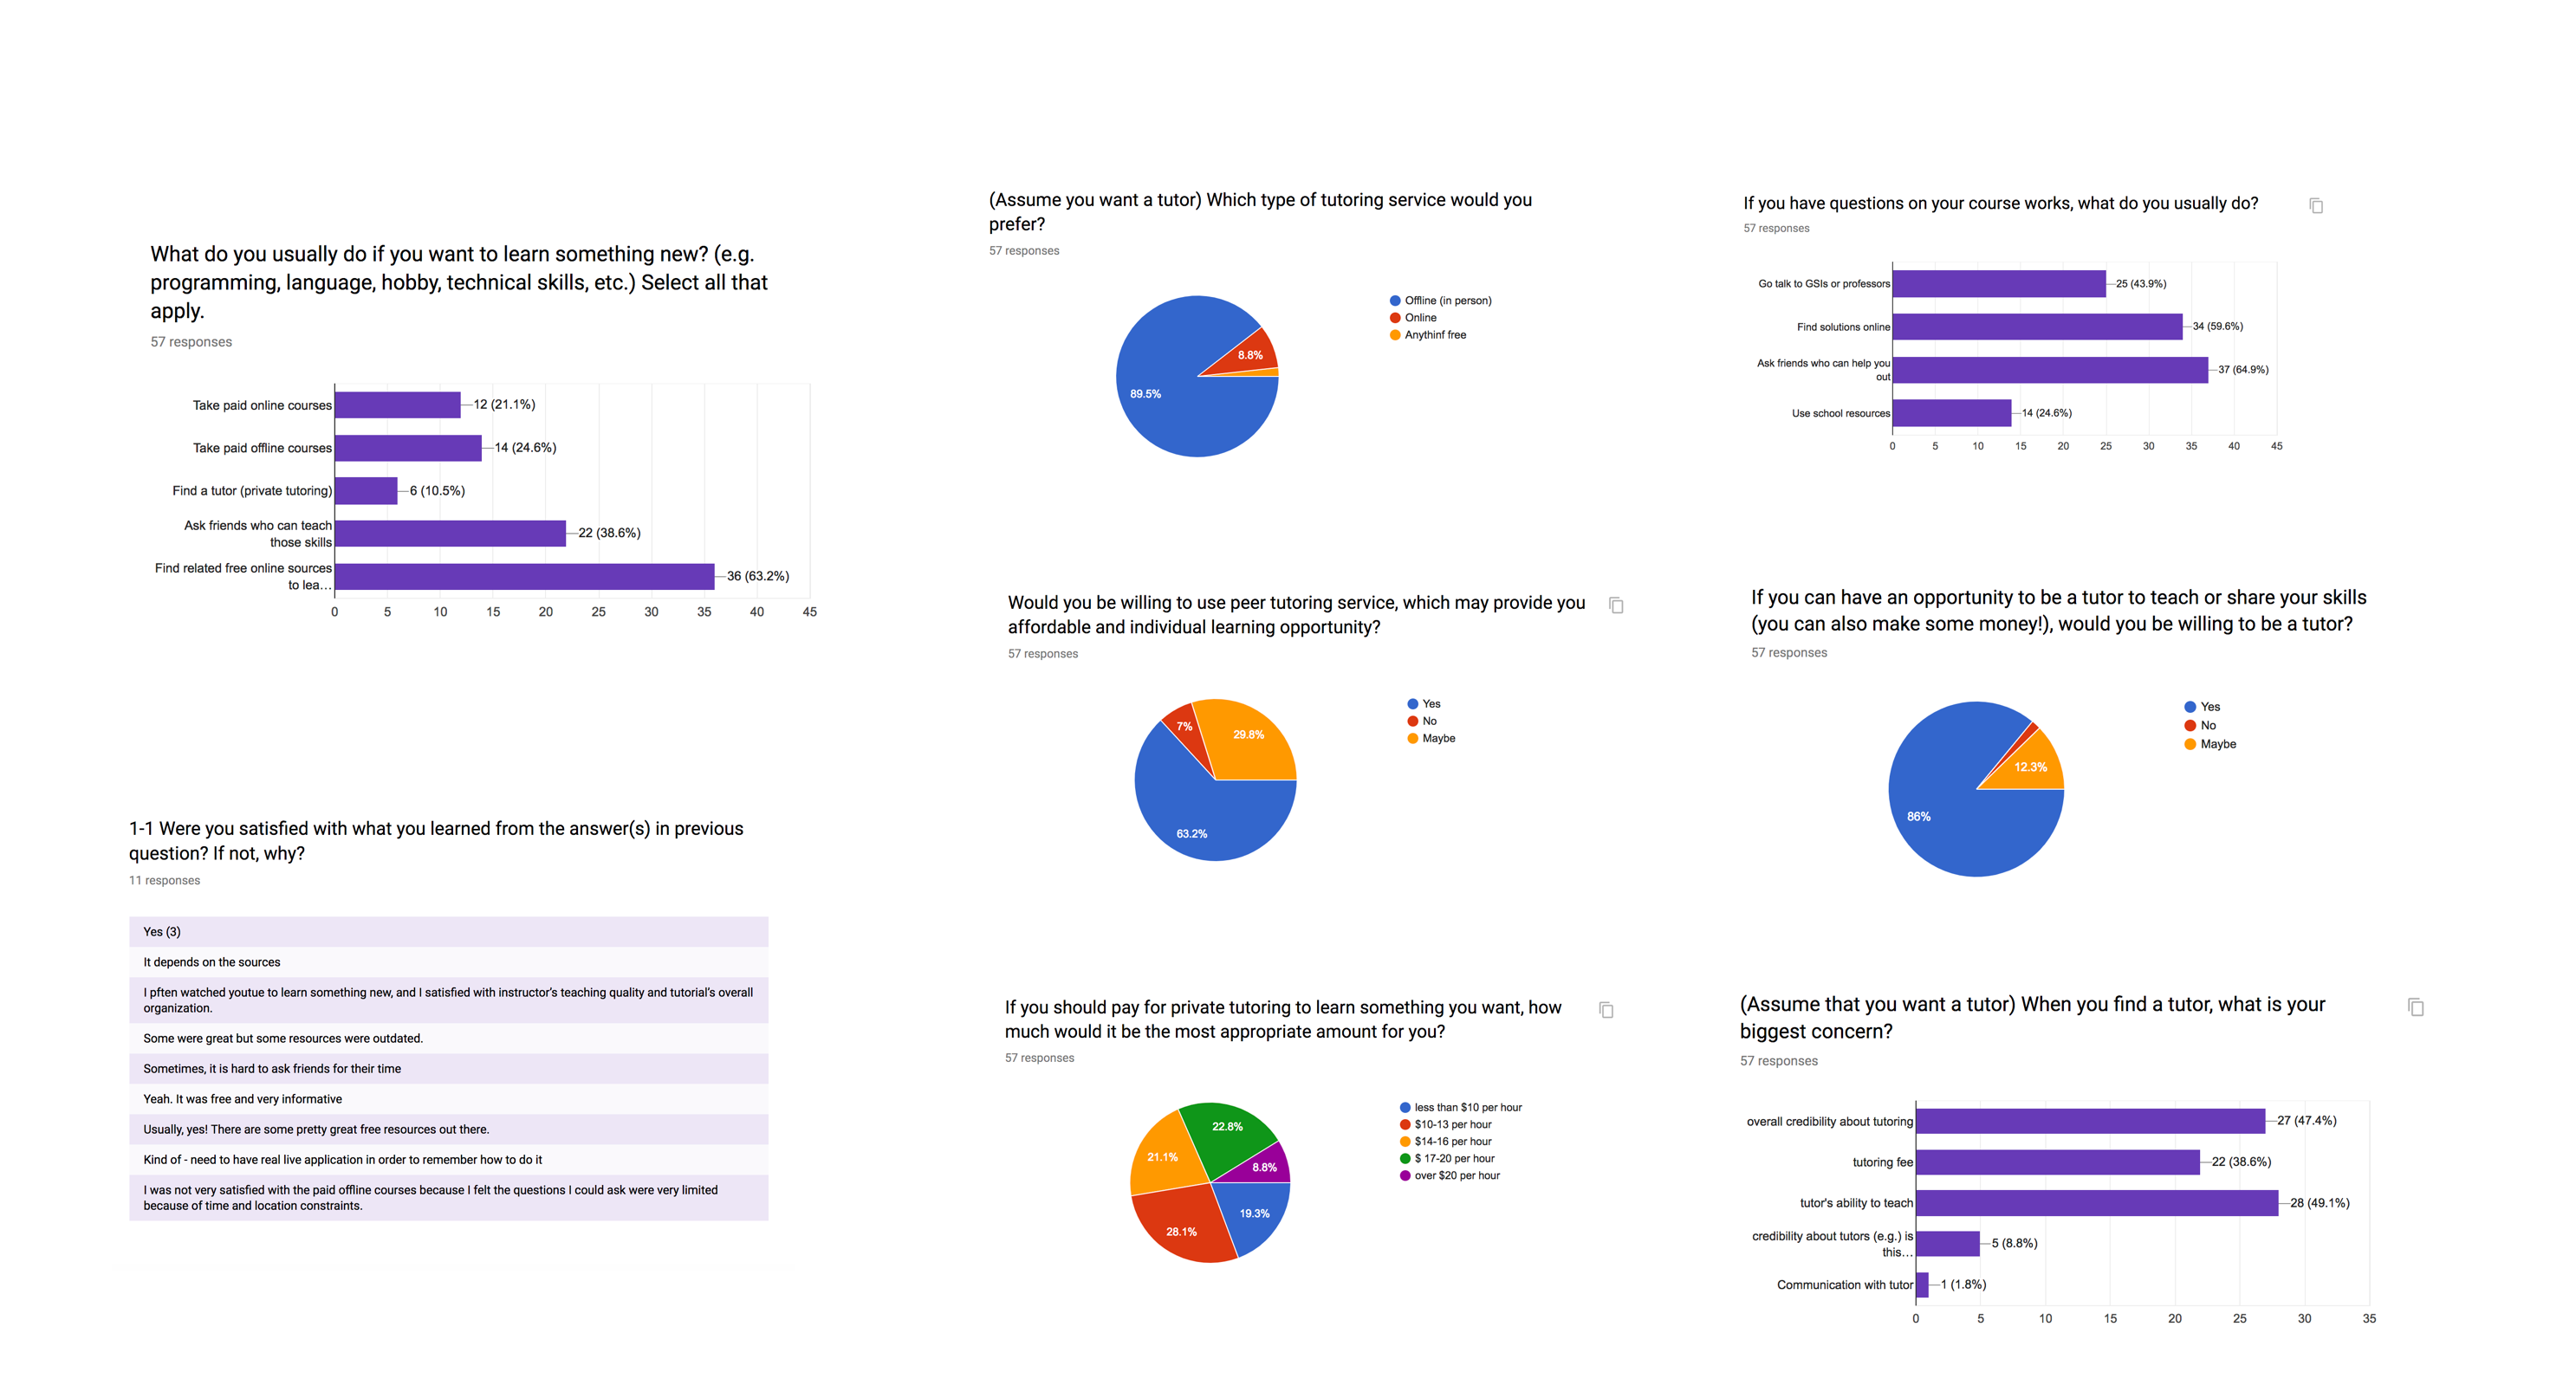 What do you usually do if you want to learn something new? (e.g.
programming, language, hobby, technical skills, etc.) Select all that
apply.
57 responses
Take paid online courses
12 (21.1%)
Take paid offline courses
14 (24.6%)
Find a tutor (private tutoring)
6 (10.5%)
Ask friends who can teach
those skills
22 (38.6%)
Find related free online sources
to lea…
36 (63.2%)
0 5 10 15 20 25 30 35 40 45
1-1 Were you satisfied with what you learned from the answer(s) in previous
question? If not, why?
11 responses
Yes (3)
It depends on the sources
I pften watched youtue to learn something new, and I satisfied with instructor's teaching quality and tutorial's overall
organization.
Some were great but some resources were outdated.
Sometimes, it is hard to ask friends for their time
Yeah. It was free and very informative
Usually, yes! There are some pretty great free resources out there.
Kind of - need to have real live application in order to remember how to do it
I was not very satisfied with the paid offline courses because I felt the questions I could ask were very limited
because of time and location constraints.
(Assume you want a tutor) Which type of tutoring service would you
prefer?
57 responses
89.5%
8.8%
Offline (in person)
Online
Anythinf free
Would you be willing to use peer tutoring service, which may provide you
affordable and individual learning opportunity?
57 responses
7%
29.8%
63.2%
Yes
No
Maybe
If you should pay for private tutoring to learn something you want, how
much would it be the most appropriate amount for you?
57 responses
22.8%
21.1%
8.8%
19.3%
28.1%
less than $10 per hour
$10-13 per hour
$14-16 per hour
$ 17-20 per hour
over $20 per hour
If you have questions on your course works, what do you usually do?
57 responses
Go talk to GSIs or professors
25 (43.9%)
Find solutions online
34 (59.6%)
Ask friends who can help you
out
37 (64.9%)
Use school resources
14 (24.6%)
0 5 10 15 20 25 30 35 40 45
If you can have an opportunity to be a tutor to teach or share your skills
(you can also make some money!), would you be willing to be a tutor?
57 responses
12.3%
86%
Yes
No
Maybe
(Assume that you want a tutor) When you find a tutor, what is your
biggest concern?
57 responses
overall credibility about tutoring
27 (47.4%)
tutoring fee
22 (38.6%)
tutor's ability to teach
28 (49.1%)
credibility about tutors (e.g.) is
this…
5 (8.8%)
Communication with tutor
1 (1.8%)
0 5 10 15 20 25 30 35